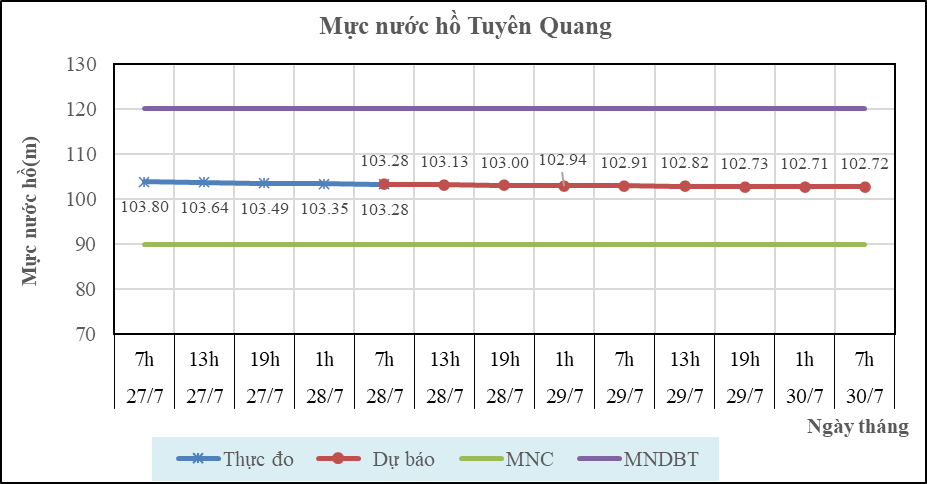 Mực nước hồ Tuyên Quang
Mực nước hồ(m)
130
120
110
100
90
80
70
103.28 103.13 103.00 102.94 102.91 102.82 102.73 102.71 102.72
103.80 103.64 103.49 103.35 103.28
7h 13h 19h 1h 7h 13h 19h 1h 7h 13h 19h 1h 7h
27/7 27/7 27/7 28/7 28/7 28/7 28/7 29/7 29/7 29/7 29/7 30/7 30/7
Ngày tháng
Thực đo Dự báo MNC MNDBT